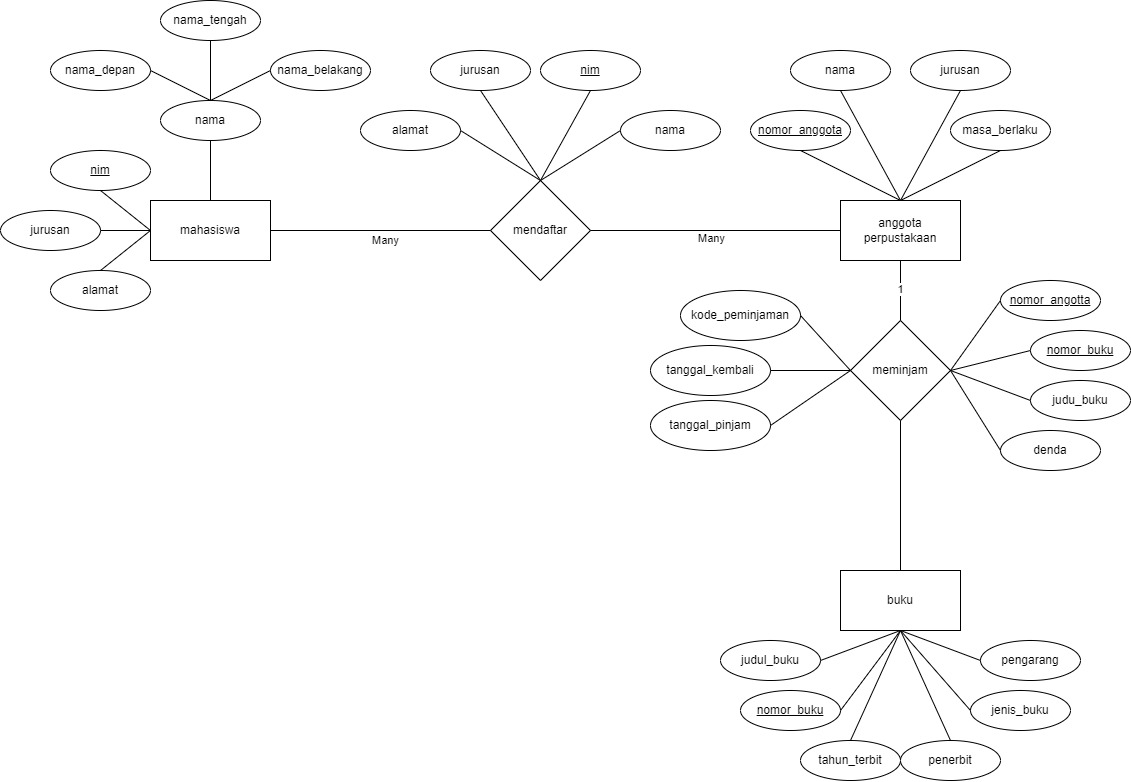 nama_tengah
nama_depan
nama_belakang
nama
nim
jurusan
alamat
mahasiswa
Many
jurusan
nim
alamat
nama
mendaftar
Many
nama
jurusan
nomor_anggota
masa_berlaku
anggota
perpustakaan
1
kode_peminjaman
tanggal_kembali
tanggal_pinjam
meminjam
nomor_angotta
nomor_buku
judu_buku
denda
buku
judul_buku
nomor_buku
tahun_terbit
penerbit
jenis_buku
pengarang